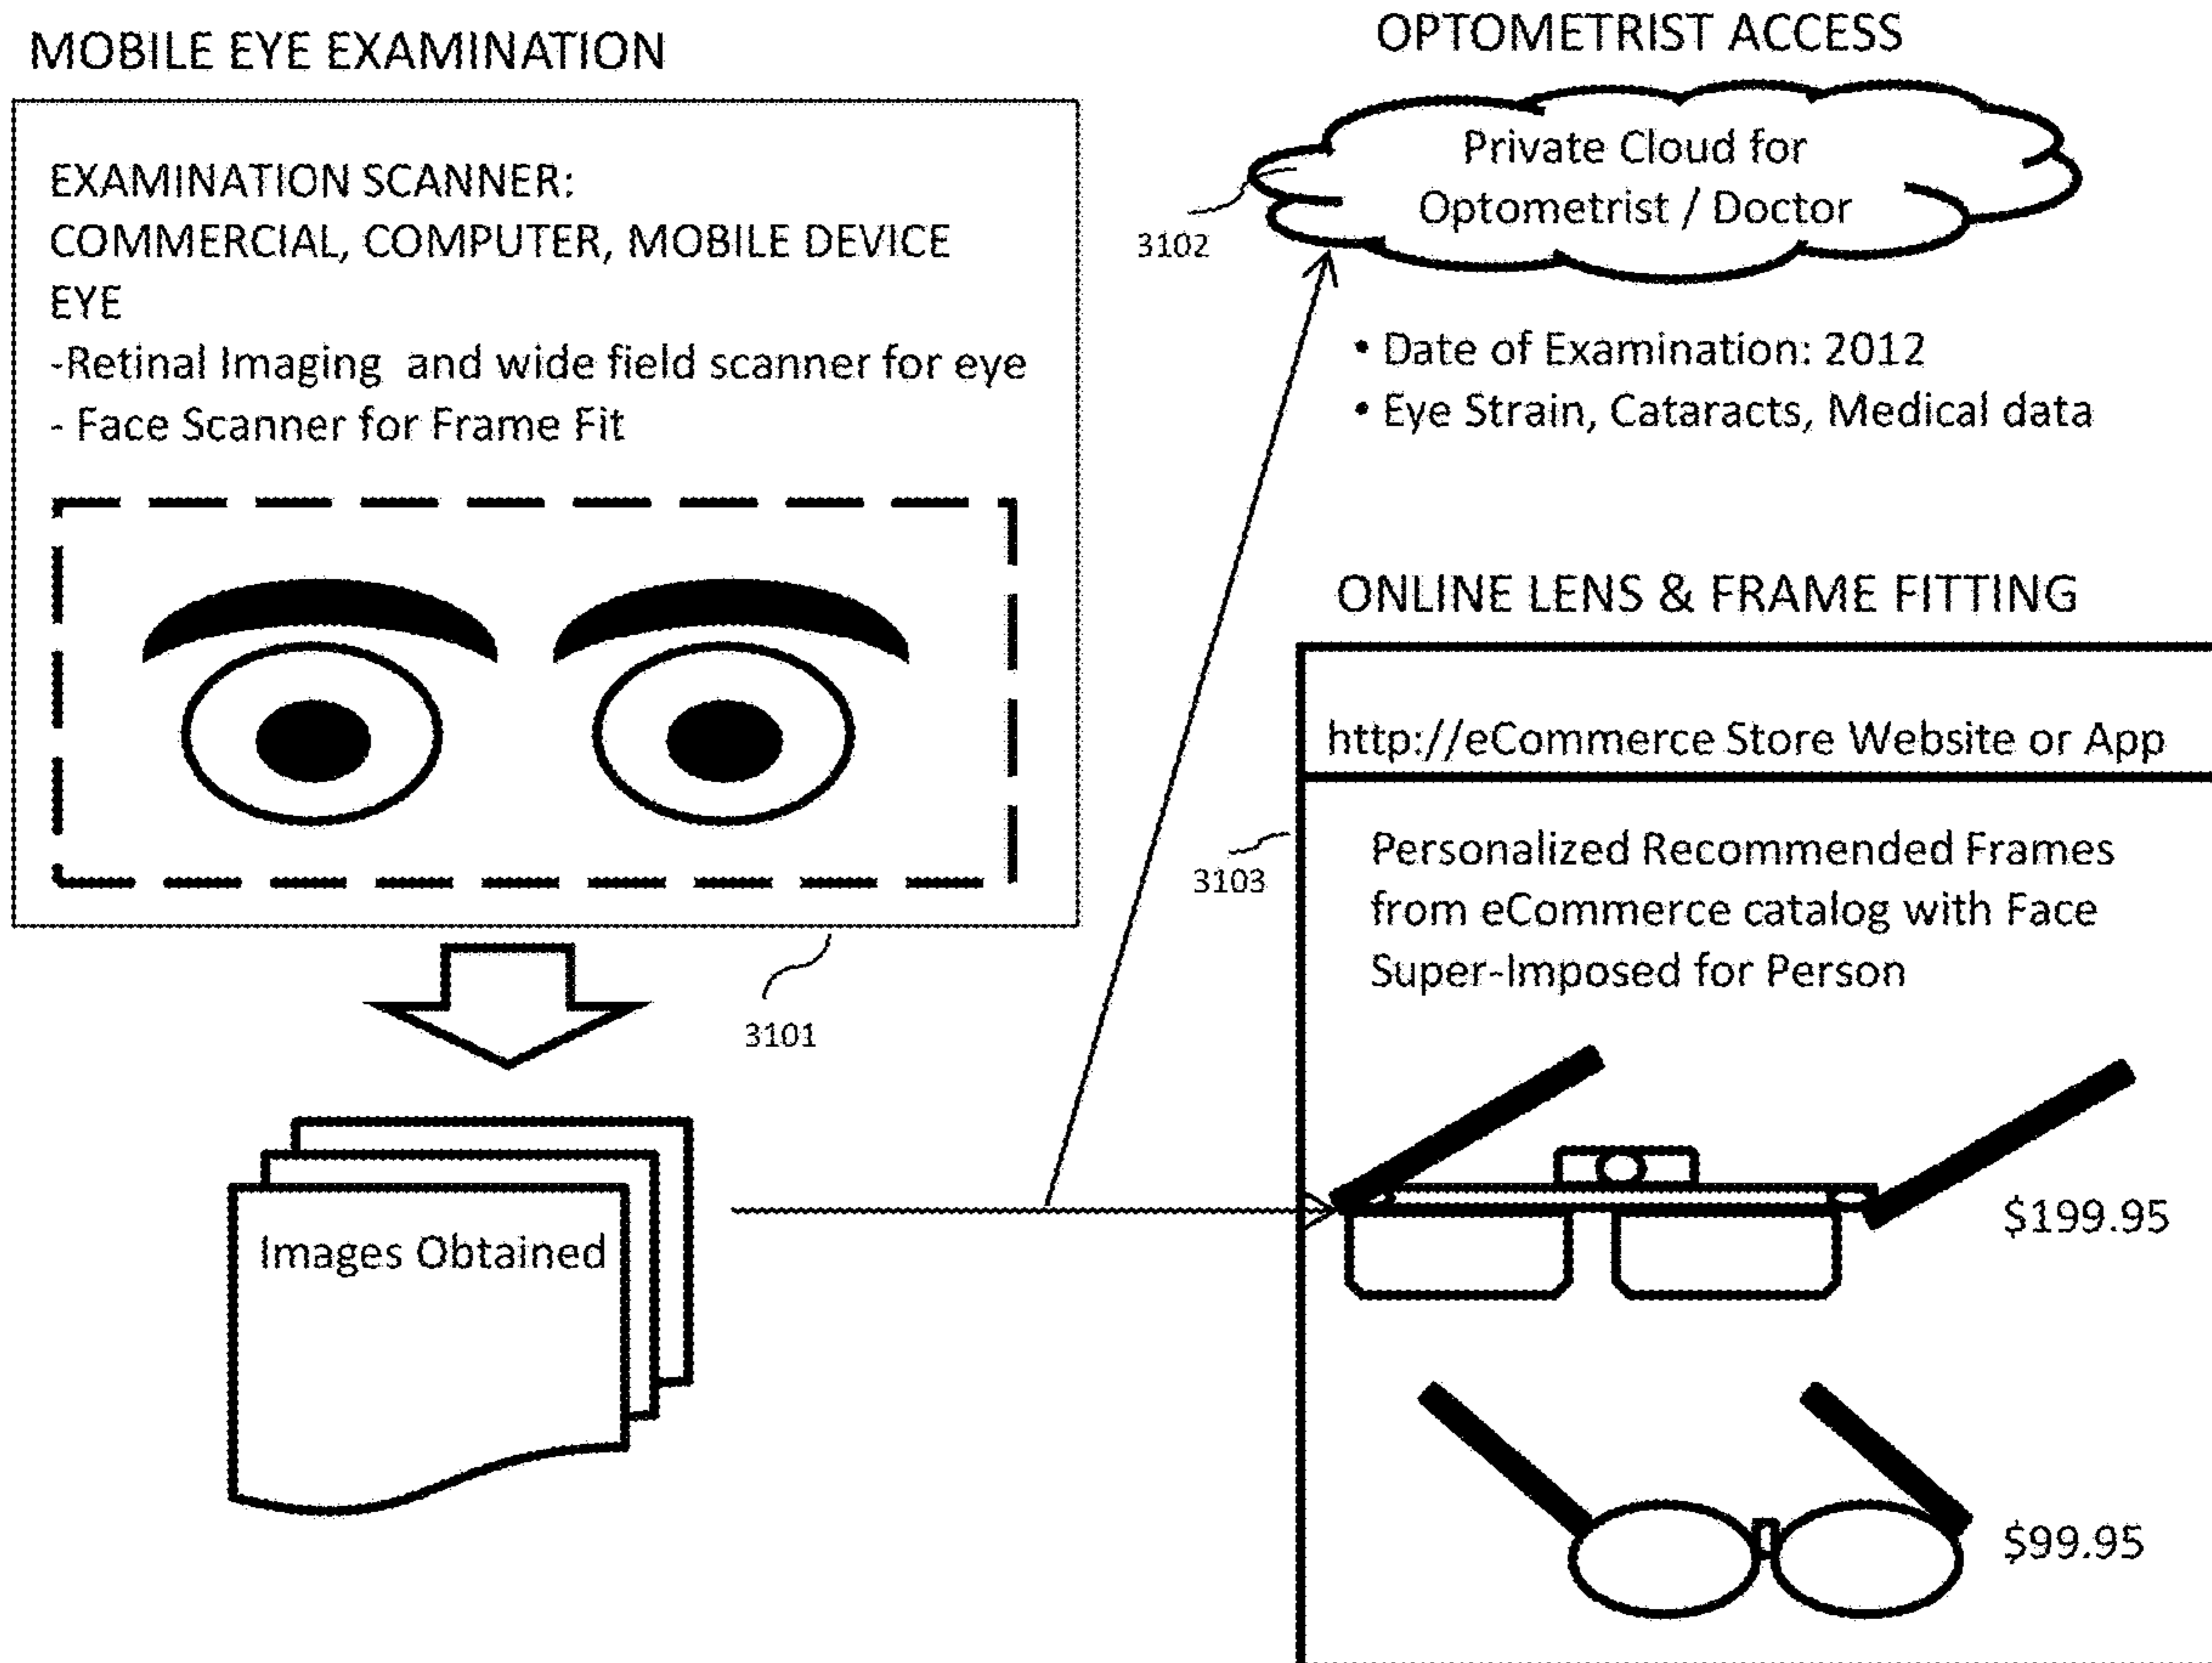 MOBILE EYE EXAMINATION
EXAMINATION SCANNER:
COMMERCIAL, COMPUTER, MOBILE DEVICE
EYE
-Retinal Imaging and wide field scanner for eye
- Face Scanner for Frame Fit
3101
Images Obtained
OPTOMETRIST ACCESS
Private Cloud for
Optometrist / Doctor
3102
• Date of Examination: 2012
• Eye Strain, Cataracts, Medical data
ONLINE LENS & FRAME FITTING
http://eCommerce Store Website or App
3103
Personalized Recommended Frames
from eCommerce catalog with Face
Super-Imposed for Person
$199.95
$99.95